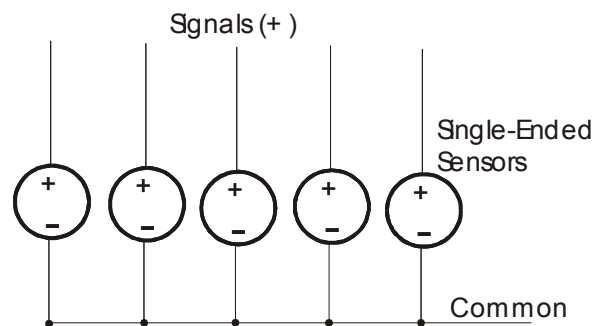 Signals (+)
Single-Ended
Sensors
+
+
+
+
+
-
-
-
-
-
Common